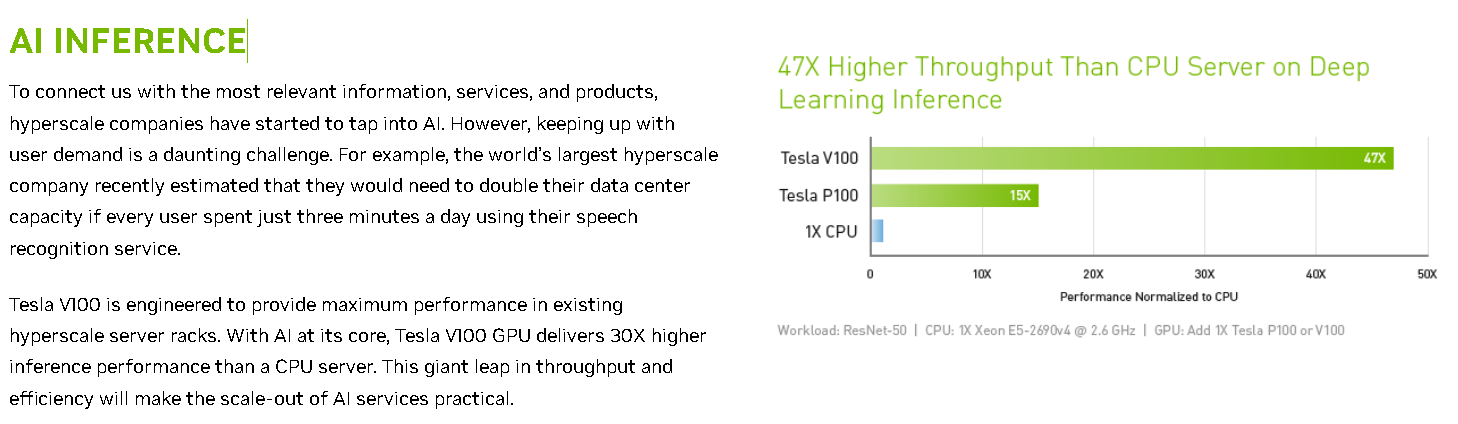 AI INFERENCE
To connect us with the most relevant information, services, and products,
hyperscale companies have started to tap into AI. However, keeping up with
user demand is a daunting challenge. For example, the world's largest hyperscale
company recently estimated that they would need to double their data center
capacity if every user spent just three minutes a day using their speech
recognition service.
Tesla V100 is engineered to provide maximum performance in existing
hyperscale server racks. With AI at its core, Tesla V100 GPU delivers 30X higher
inference performance than a CPU server. This giant leap in throughput and
efficiency will make the scale-out of AI services practical.
47X Higher Throughput Than CPU Server on Deep
Learning Inference
Tesla V100 47X
Tesla P100 15X
1X CPU
0 10X 20X 30X 40X 50X
Performance Normalized to CPU
Workload: ResNet-50 | CPU: 1X Xeon E5-2690v4 @ 2.6 GHz | GPU: Add 1X Tesla P100 or V100